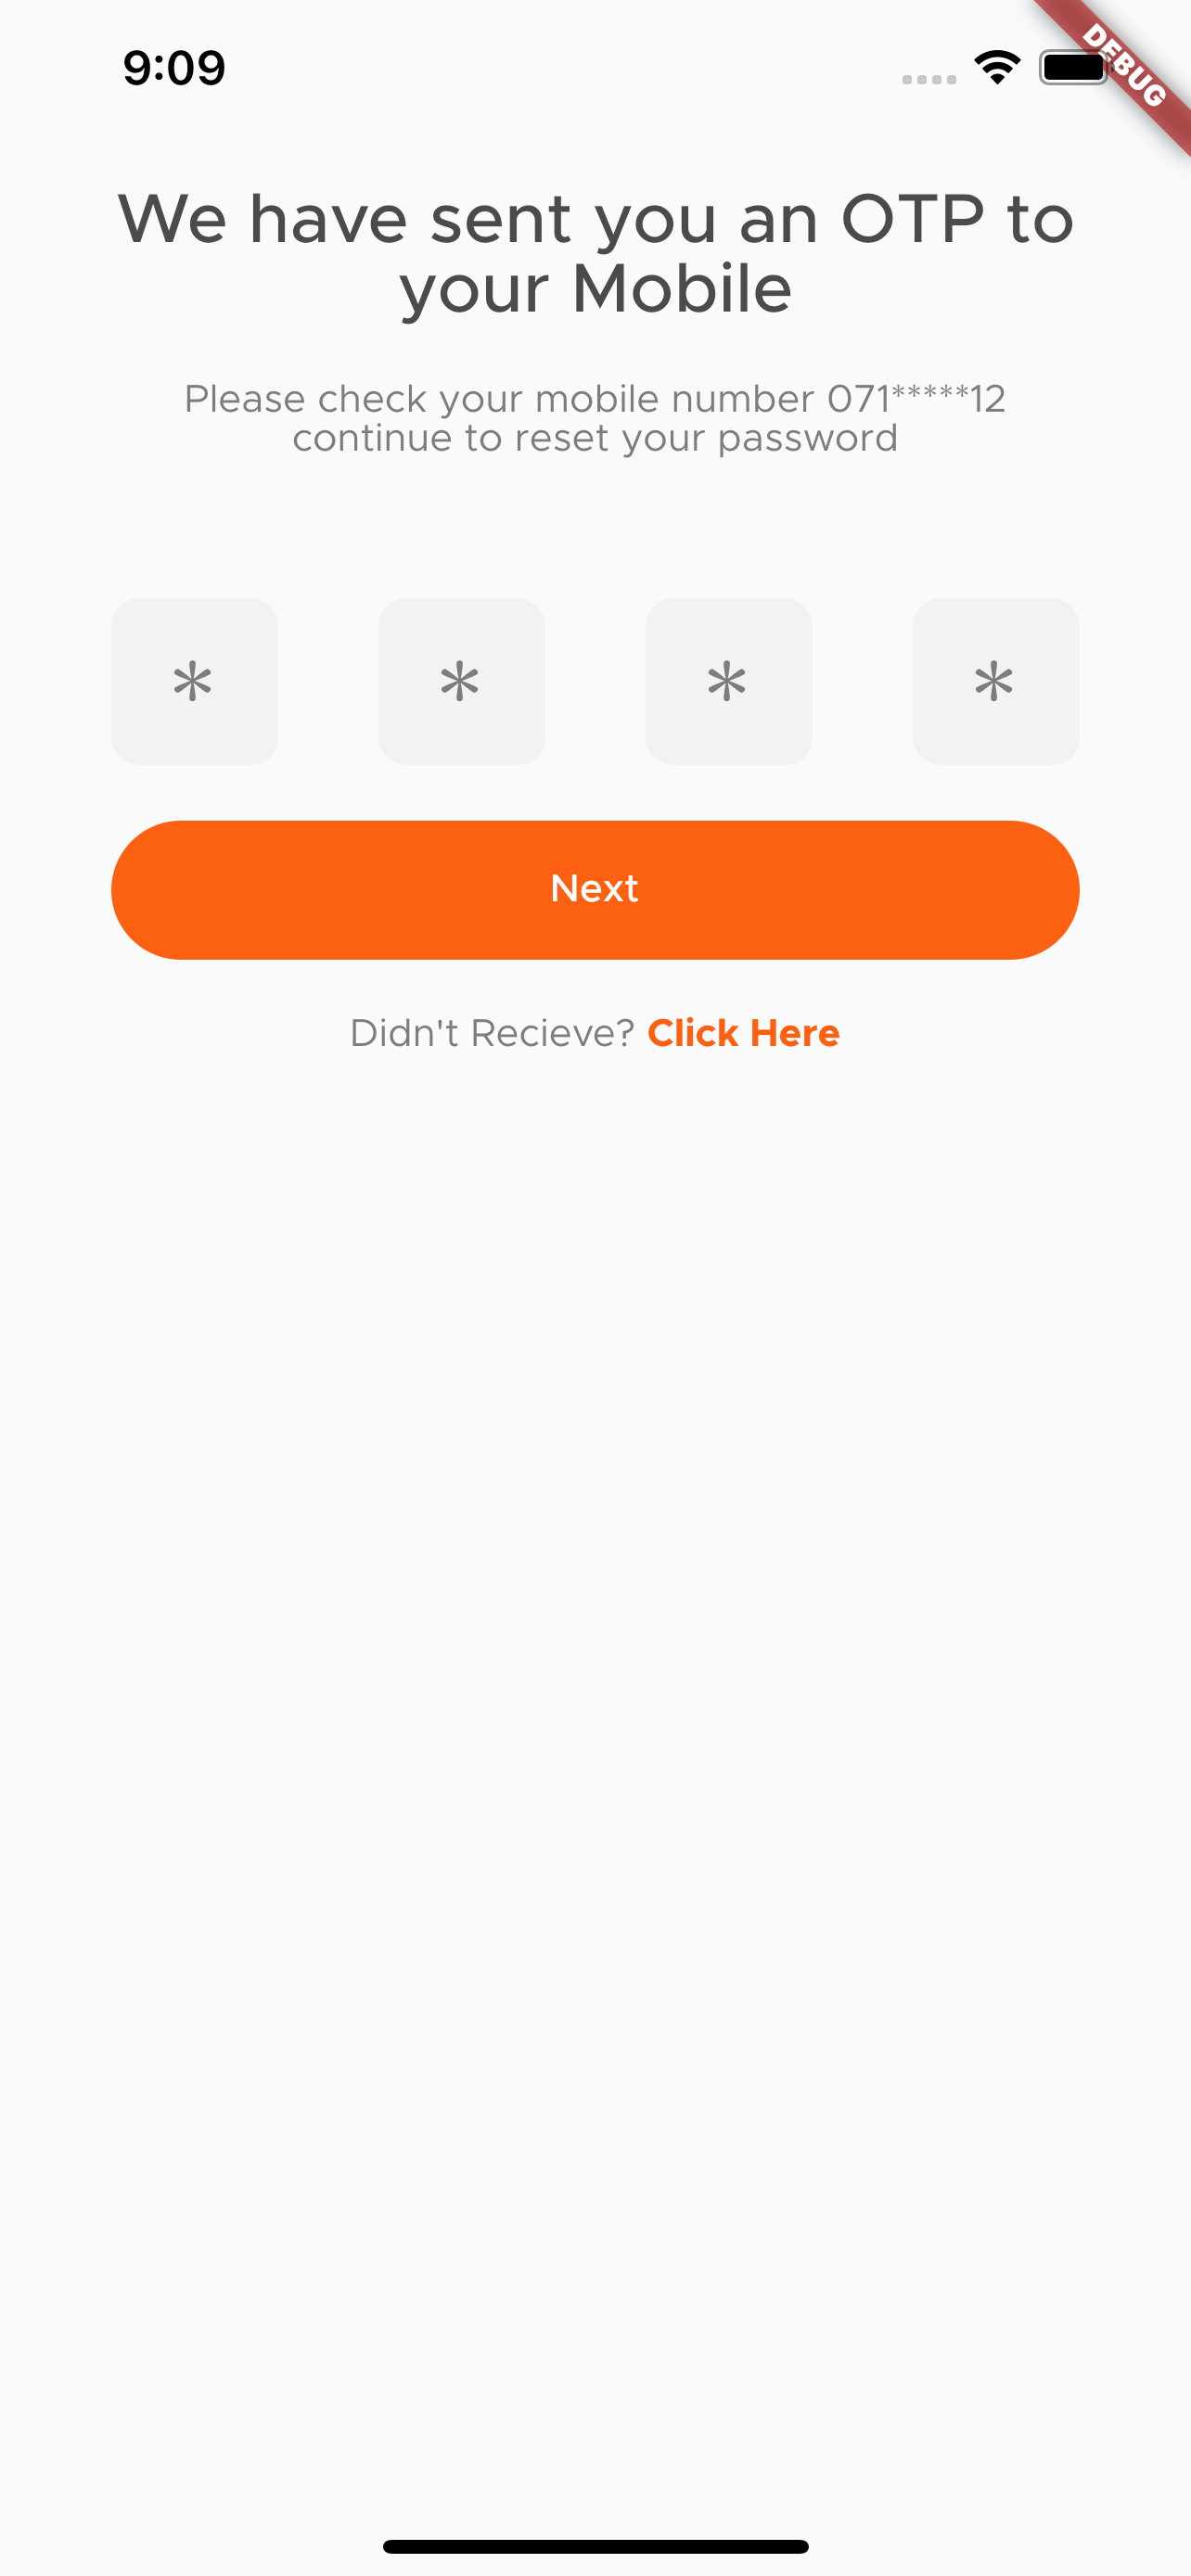 9:09
DEBUG
We have sent you an OTP to
your Mobile
Please check your mobile number 071*****12
continue to reset your password
* * * *
Next
Didn't Recieve? Click Here